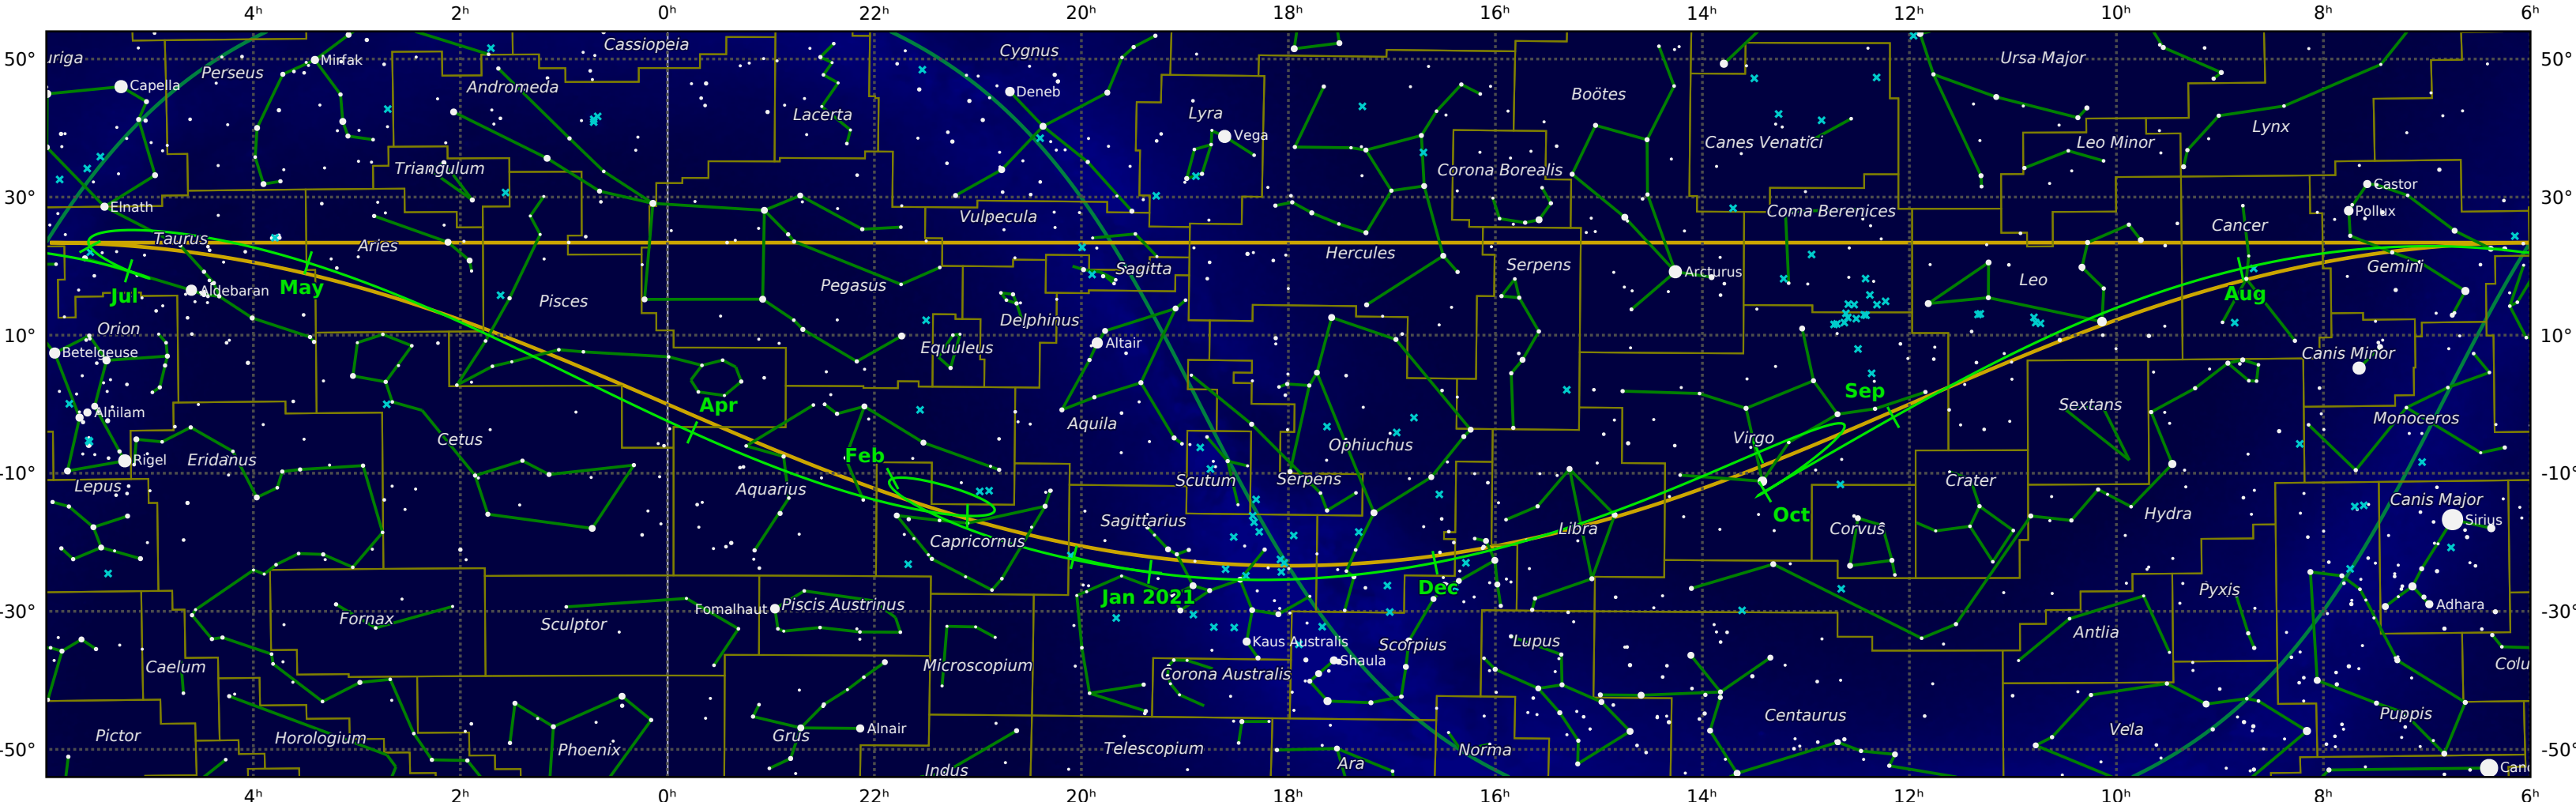 4ʰ 2ʰ 0ʰ 22ʰ 20ʰ 18ʰ 16ʰ 14ʰ 12ʰ 10ʰ 8ʰ 6ʰ
Cassiopeia
Cygnus
50° uriga Perseus Mirfak Ursa Major 50°
Capella Andromeda Deneb Boötes
Lacerta Lyra
Vega Canes Venatici Leo Minor Lynx
Triangulum Corona Borealis
30° Castor 30°
Elnath Vulpecula Coma Berenices Cancer Pollux
Taurus Aries Hercules
Sagitta Serpens Arcturus Leo Gemini
May Pisces Pegasus
Jul Aldebaran Aug
Orion Delphinus
10° Equuleus Altair 10°
Betelgeuse Canis Minor
Sep
Alnilam Apr Aquila Sextans Monoceros
Cetus Ophiuchus Virgo
Rigel Eridanus Feb
-10° -10°
Lepus Aquarius Scutum Serpens Crater
Canis Major
Sagittarius Oct Hydra Sirius
Capricornus Libra Corvus
Dec Pyxis
Jan 2021
-30° Fornax Sculptor Fomalhaut Piscis Austrinus Adhara -30°
Antlia
Kaus Australis Scorpius Lupus
Caelum Microscopium Shaula Colu
Corona Australis
Centaurus Puppis
Pictor Horologium Grus Alnair Vela
-50° Phoenix Telescopium Norma -50°
Indus Ara Cano
4ʰ 2ʰ 0ʰ 22ʰ 20ʰ 18ʰ 16ʰ 14ʰ 12ʰ 10ʰ 8ʰ 6ʰ